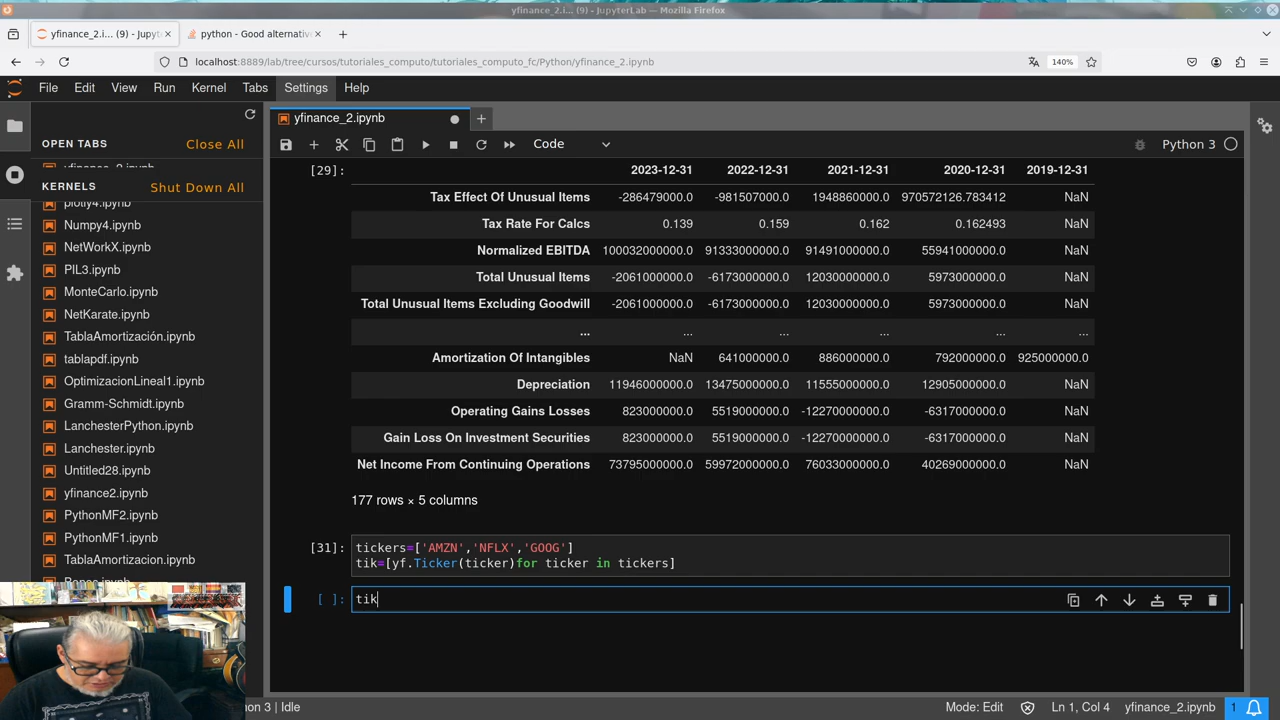 yfinance_2.i... (9) - JupyterLab — Mozilla Firefox
yfinance_2.i... (9) - Jupyt
python - Good alternative
localhost:8889/lab/tree/cursos/tutoriales_computo/tutoriales_computo_fc/Python/yfinance_2.ipynb
140%
File Edit View Run Kernel Tabs Settings Help
yfinance_2.ipynb
OPEN TABS Close All
Code
Python 3
yfinance_2.ipynb
KERNELS Shut Down All
plotly4.ipynb
Numpy4.ipynb
NetWorkX.ipynb
PIL3.ipynb
MonteCarlo.ipynb
NetKarate.ipynb
TablaAmortización.ipynb
tablapdf.ipynb
OptimizacionLineal1.ipynb
Gramm-Schmidt.ipynb
LanchesterPython.ipynb
Lanchester.ipynb
Untitled28.ipynb
yfinance2.ipynb
PythonMF2.ipynb
PythonMF1.ipynb
TablaAmortizacion.ipynb
[29]: 2023-12-31 2022-12-31 2021-12-31 2020-12-31 2019-12-31
Tax Effect Of Unusual Items -286479000.0 -981507000.0 1948860000.0 970572126.783412 NaN
Tax Rate For Calcs 0.139 0.159 0.162 0.162493 NaN
Normalized EBITDA 100032000000.0 91333000000.0 91491000000.0 55941000000.0 NaN
Total Unusual Items -2061000000.0 -6173000000.0 12030000000.0 5973000000.0 NaN
Total Unusual Items Excluding Goodwill -2061000000.0 -6173000000.0 12030000000.0 5973000000.0 NaN
... ... ... ... ... ...
Amortization Of Intangibles NaN 641000000.0 886000000.0 792000000.0 925000000.0
Depreciation 11946000000.0 13475000000.0 11555000000.0 12905000000.0 NaN
Operating Gains Losses 823000000.0 5519000000.0 -12270000000.0 -6317000000.0 NaN
Gain Loss On Investment Securities 823000000.0 5519000000.0 -12270000000.0 -6317000000.0 NaN
Net Income From Continuing Operations 73795000000.0 59972000000.0 76033000000.0 40269000000.0 NaN
177 rows × 5 columns
[31]: tickers=['AMZN','NFLX','GOOG']
tik=[yf.Ticker(ticker)for ticker in tickers]
[ ]: tik
n 3 | Idle
Mode: Edit
Ln 1, Col 4
yfinance_2.ipynb
1